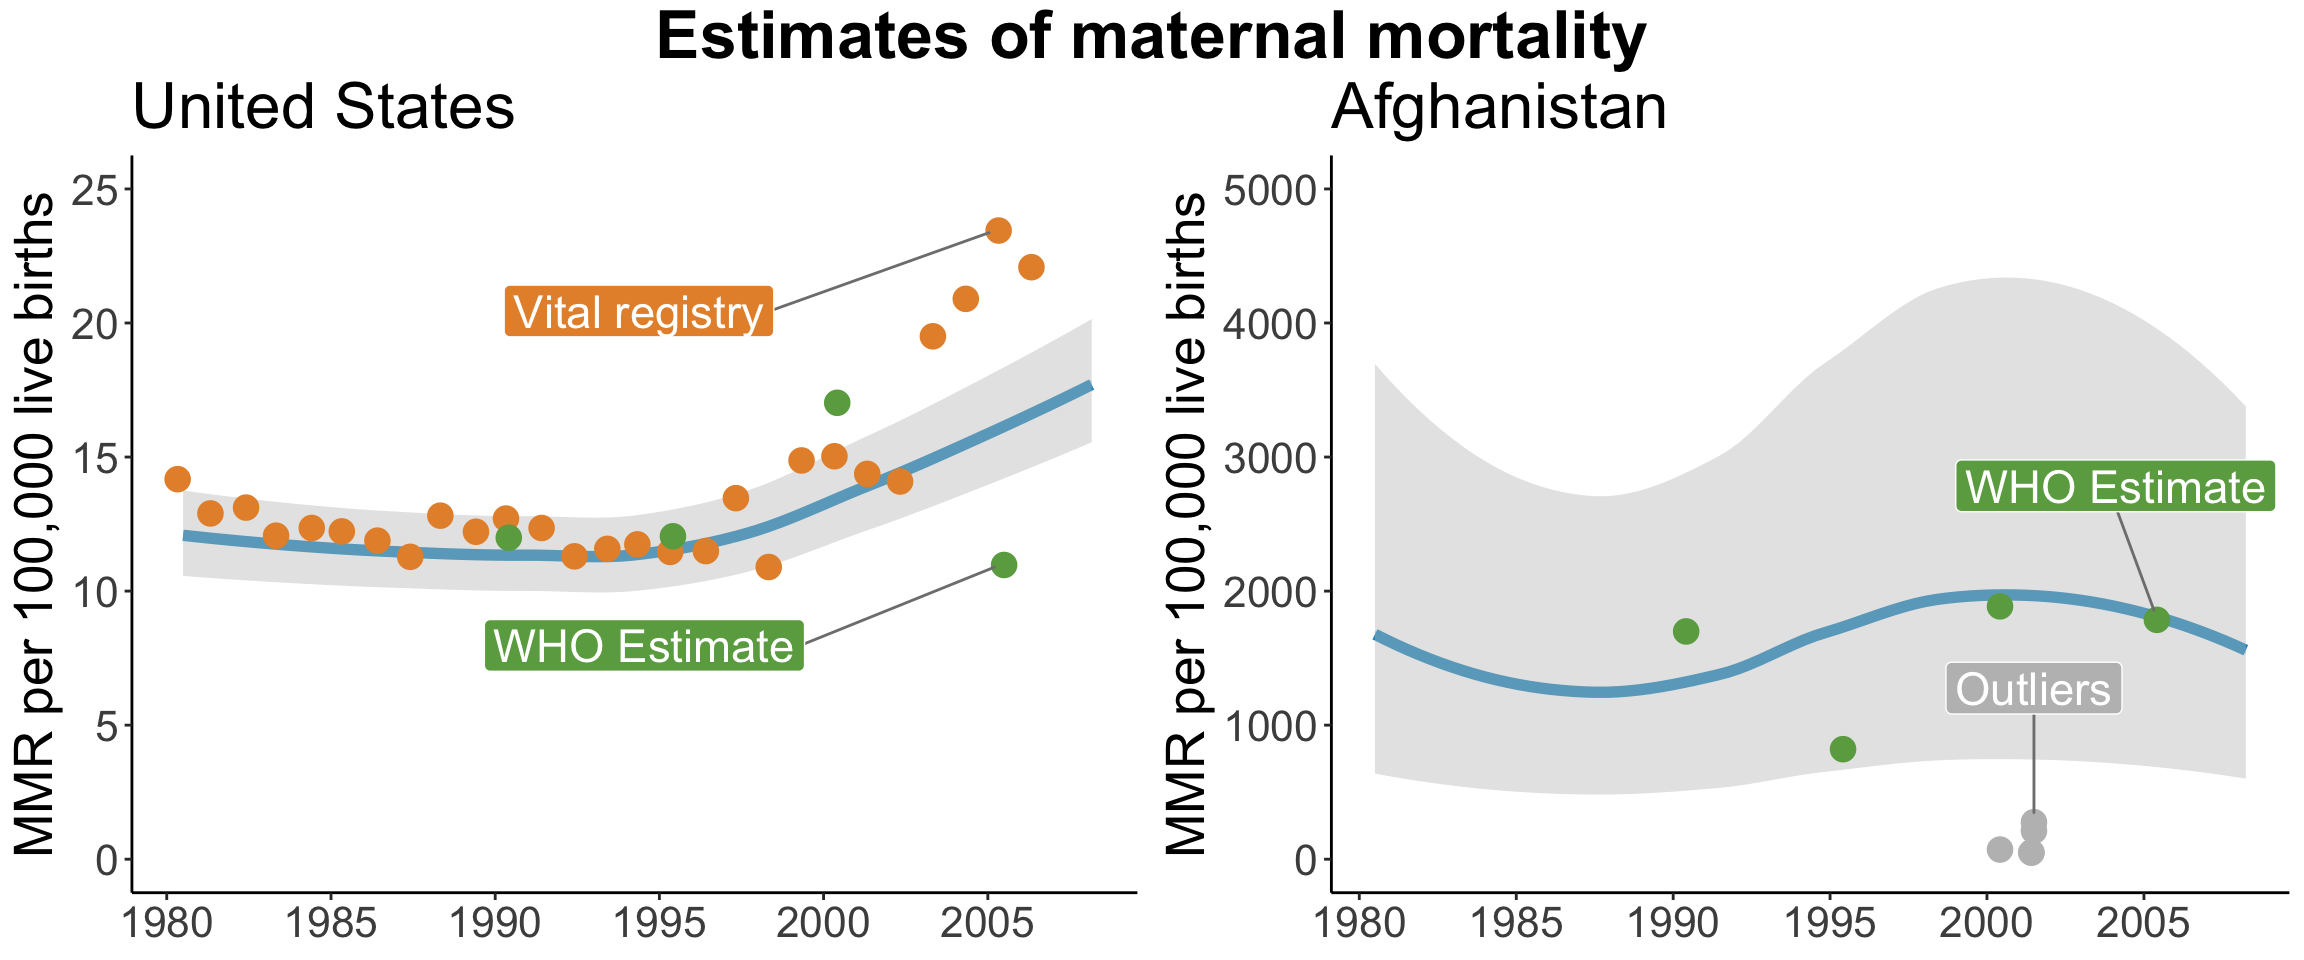 Estimates of maternal mortality
United States
MMR per 100,000 live births
25
20
15
10
5
0
Vital registry
WHO Estimate
1980 1985 1990 1995 2000 2005
Afghanistan
MMR per 100,000 live births
5000
4000
3000
2000
1000
0
WHO Estimate
Outliers
1980 1985 1990 1995 2000 2005